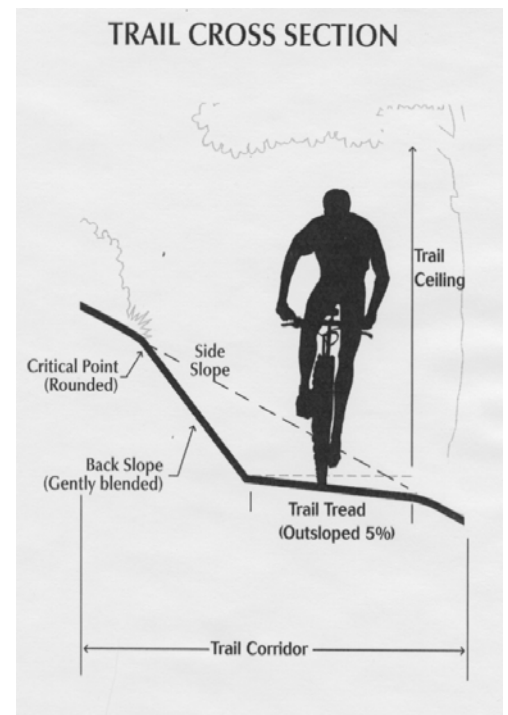 TRAIL CROSS SECTION
Trail
Ceiling
Side
Slope
Critical Point
(Rounded)
Back Slope
(Gently blended)
Trail Tread
(Outsloped 5%)
Trail Corridor